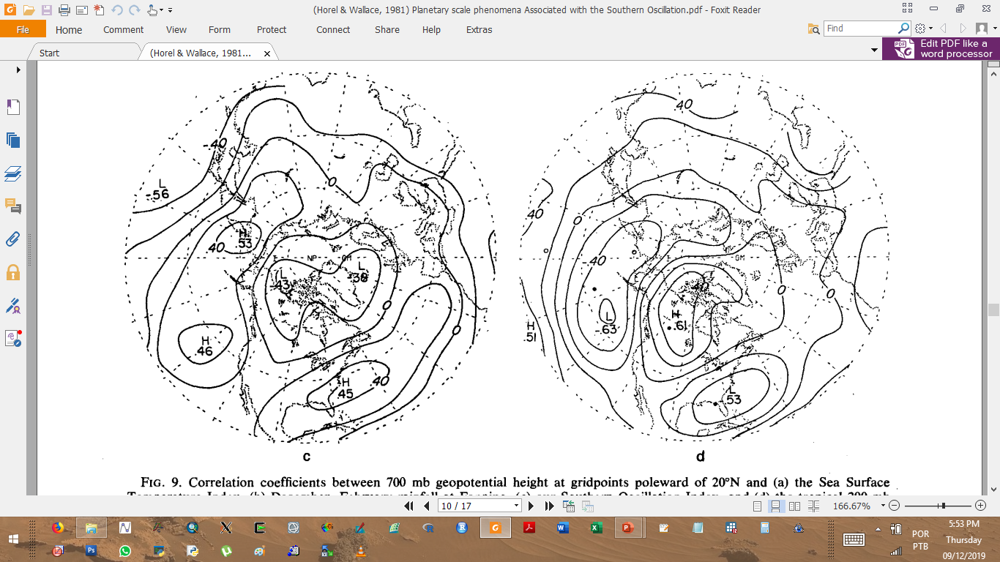 (Horel & Wallace, 1981) Planetary scale phenomena Associated with the Southern Oscillation.pdf - Foxit Reader
File Home Comment View Form Protect Connect Share Help Extras
Find
Start
(Horel & Wallace, 1981... ×
Edit PDF like a
word processor
-40
L
-.56
0
H
.53
40
NP
GM
L
-43
L
-.38
0
0
H
46
H
.45
.40
c
.40
40
0
-.40
GM
.40
0
0
L
-.63
H
.61
H
.51
L
-.53
d
FIG. 9. Correlation coefficients between 700 mb geopotential height at gridpoints poleward of 20°N and (a) the Sea Surface
10 / 17
166.67%
POR
PTB
5:53 PM
Thursday
09/12/2019